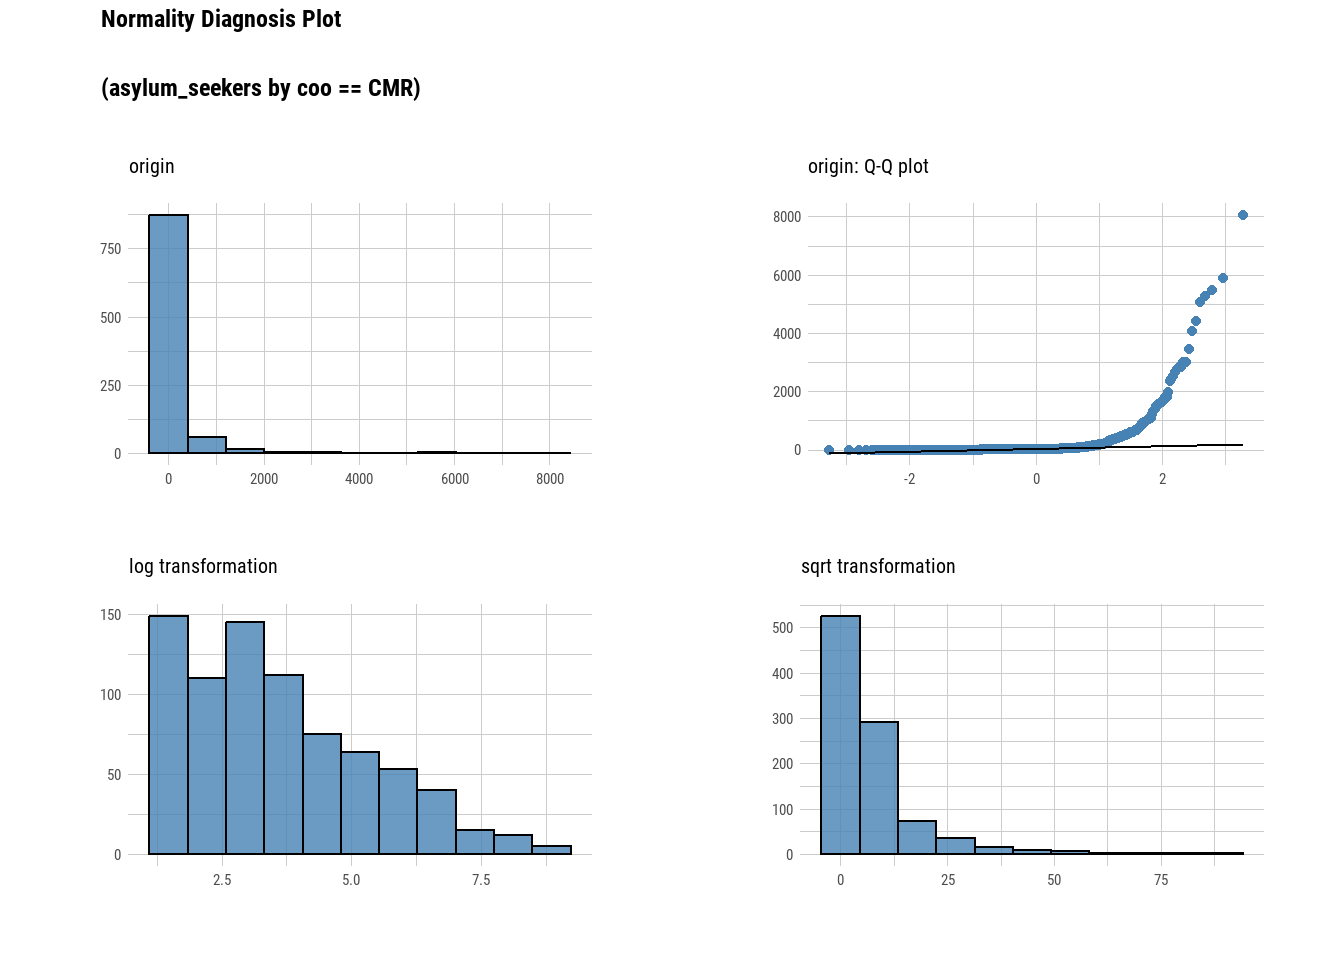 Normality Diagnosis Plot
(asylum_seekers by coo == CMR)
origin
750
500
250
0
0 2000 4000 6000 8000
origin: Q-Q plot
8000
6000
4000
2000
0
-2 0 2
log transformation
150
100
50
0
2.5 5.0 7.5
sqrt transformation
500
400
300
200
100
0
0 25 50 75